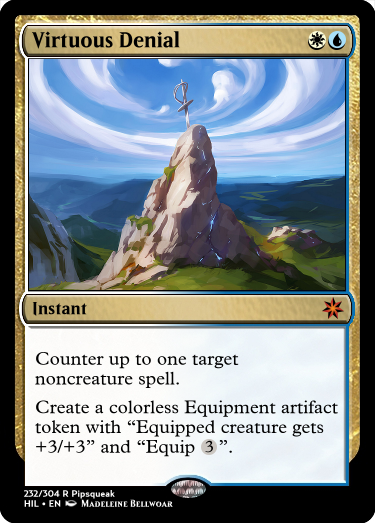 Virtuous Denial
Instant
Counter up to one target
noncreature spell.
Create a colorless Equipment artifact
token with “Equipped creature gets
+3/+3” and “Equip 3”.
232/304 R Pipsqueak
HIL • EN Madeleine Bellwoar